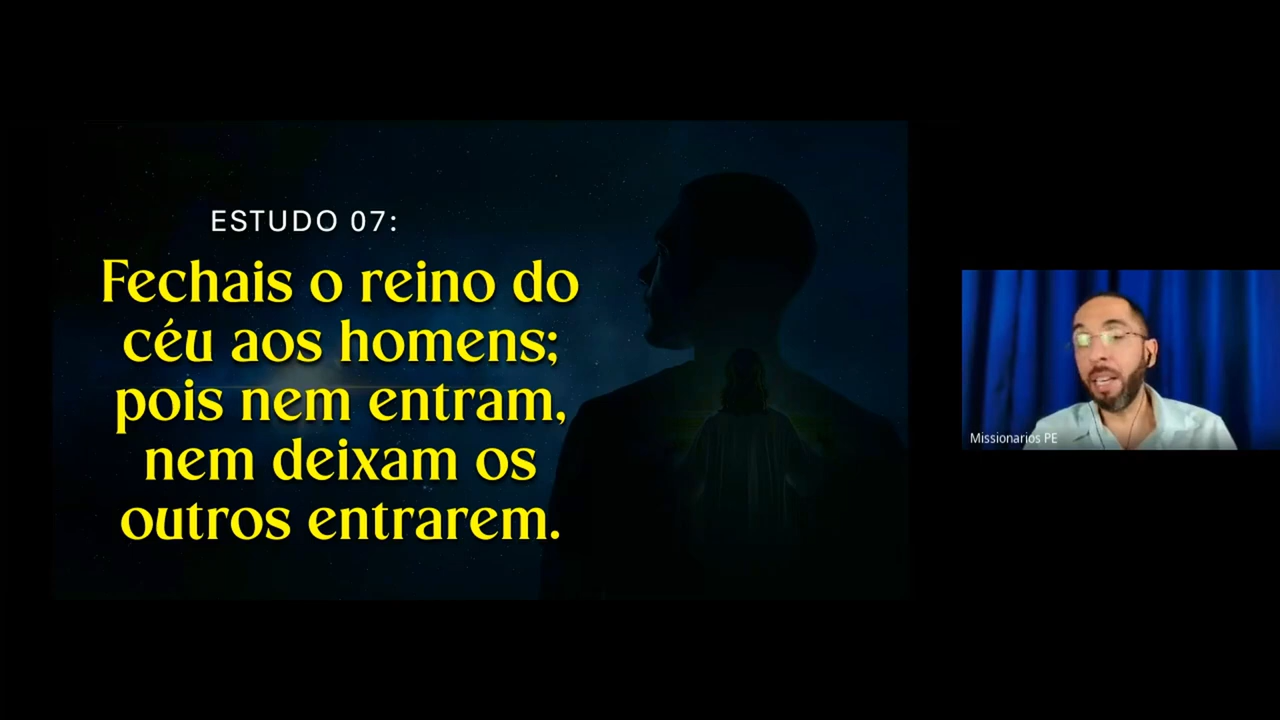 ESTUDO 07:
Fechais o reino do
céu aos homens;
pois nem entram,
nem deixam os
outros entrarem.
Missionarios PE